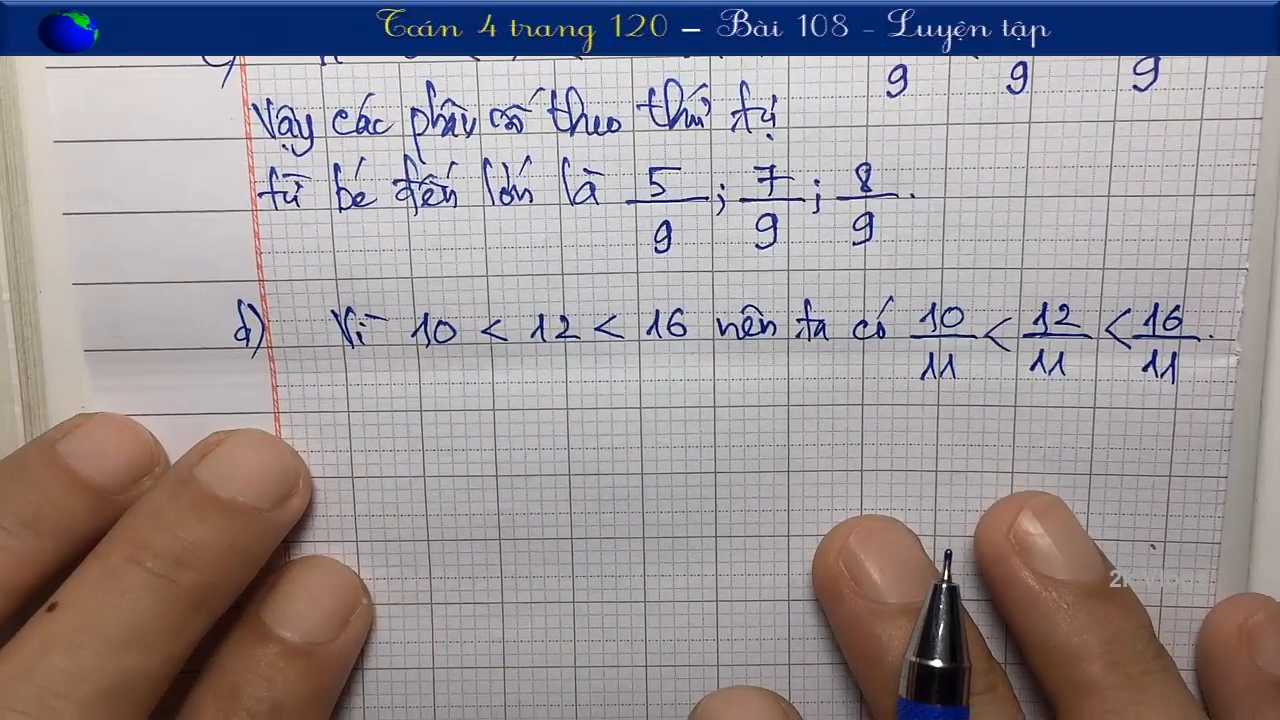 Toán 4 trang 120 – Bài 108 – Luyện tập
9 9 9
Vậy các phân số theo thứ tự
từ bé đến lớn là 5/9 ; 7/9 ; 8/9 .
d) Vì 10 < 12 < 16 nên ta có 10/11 < 12/11 < 16/11 .